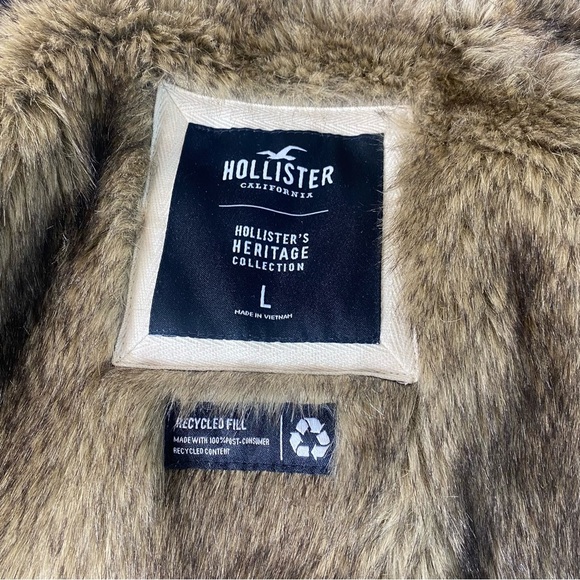 HOLLISTER
CALIFORNIA
HOLLISTER'S
HERITAGE
COLLECTION
L
MADE IN VIETNAM
RECYCLED FILL
MADE WITH 100% POST-CONSUMER
RECYCLED CONTENT